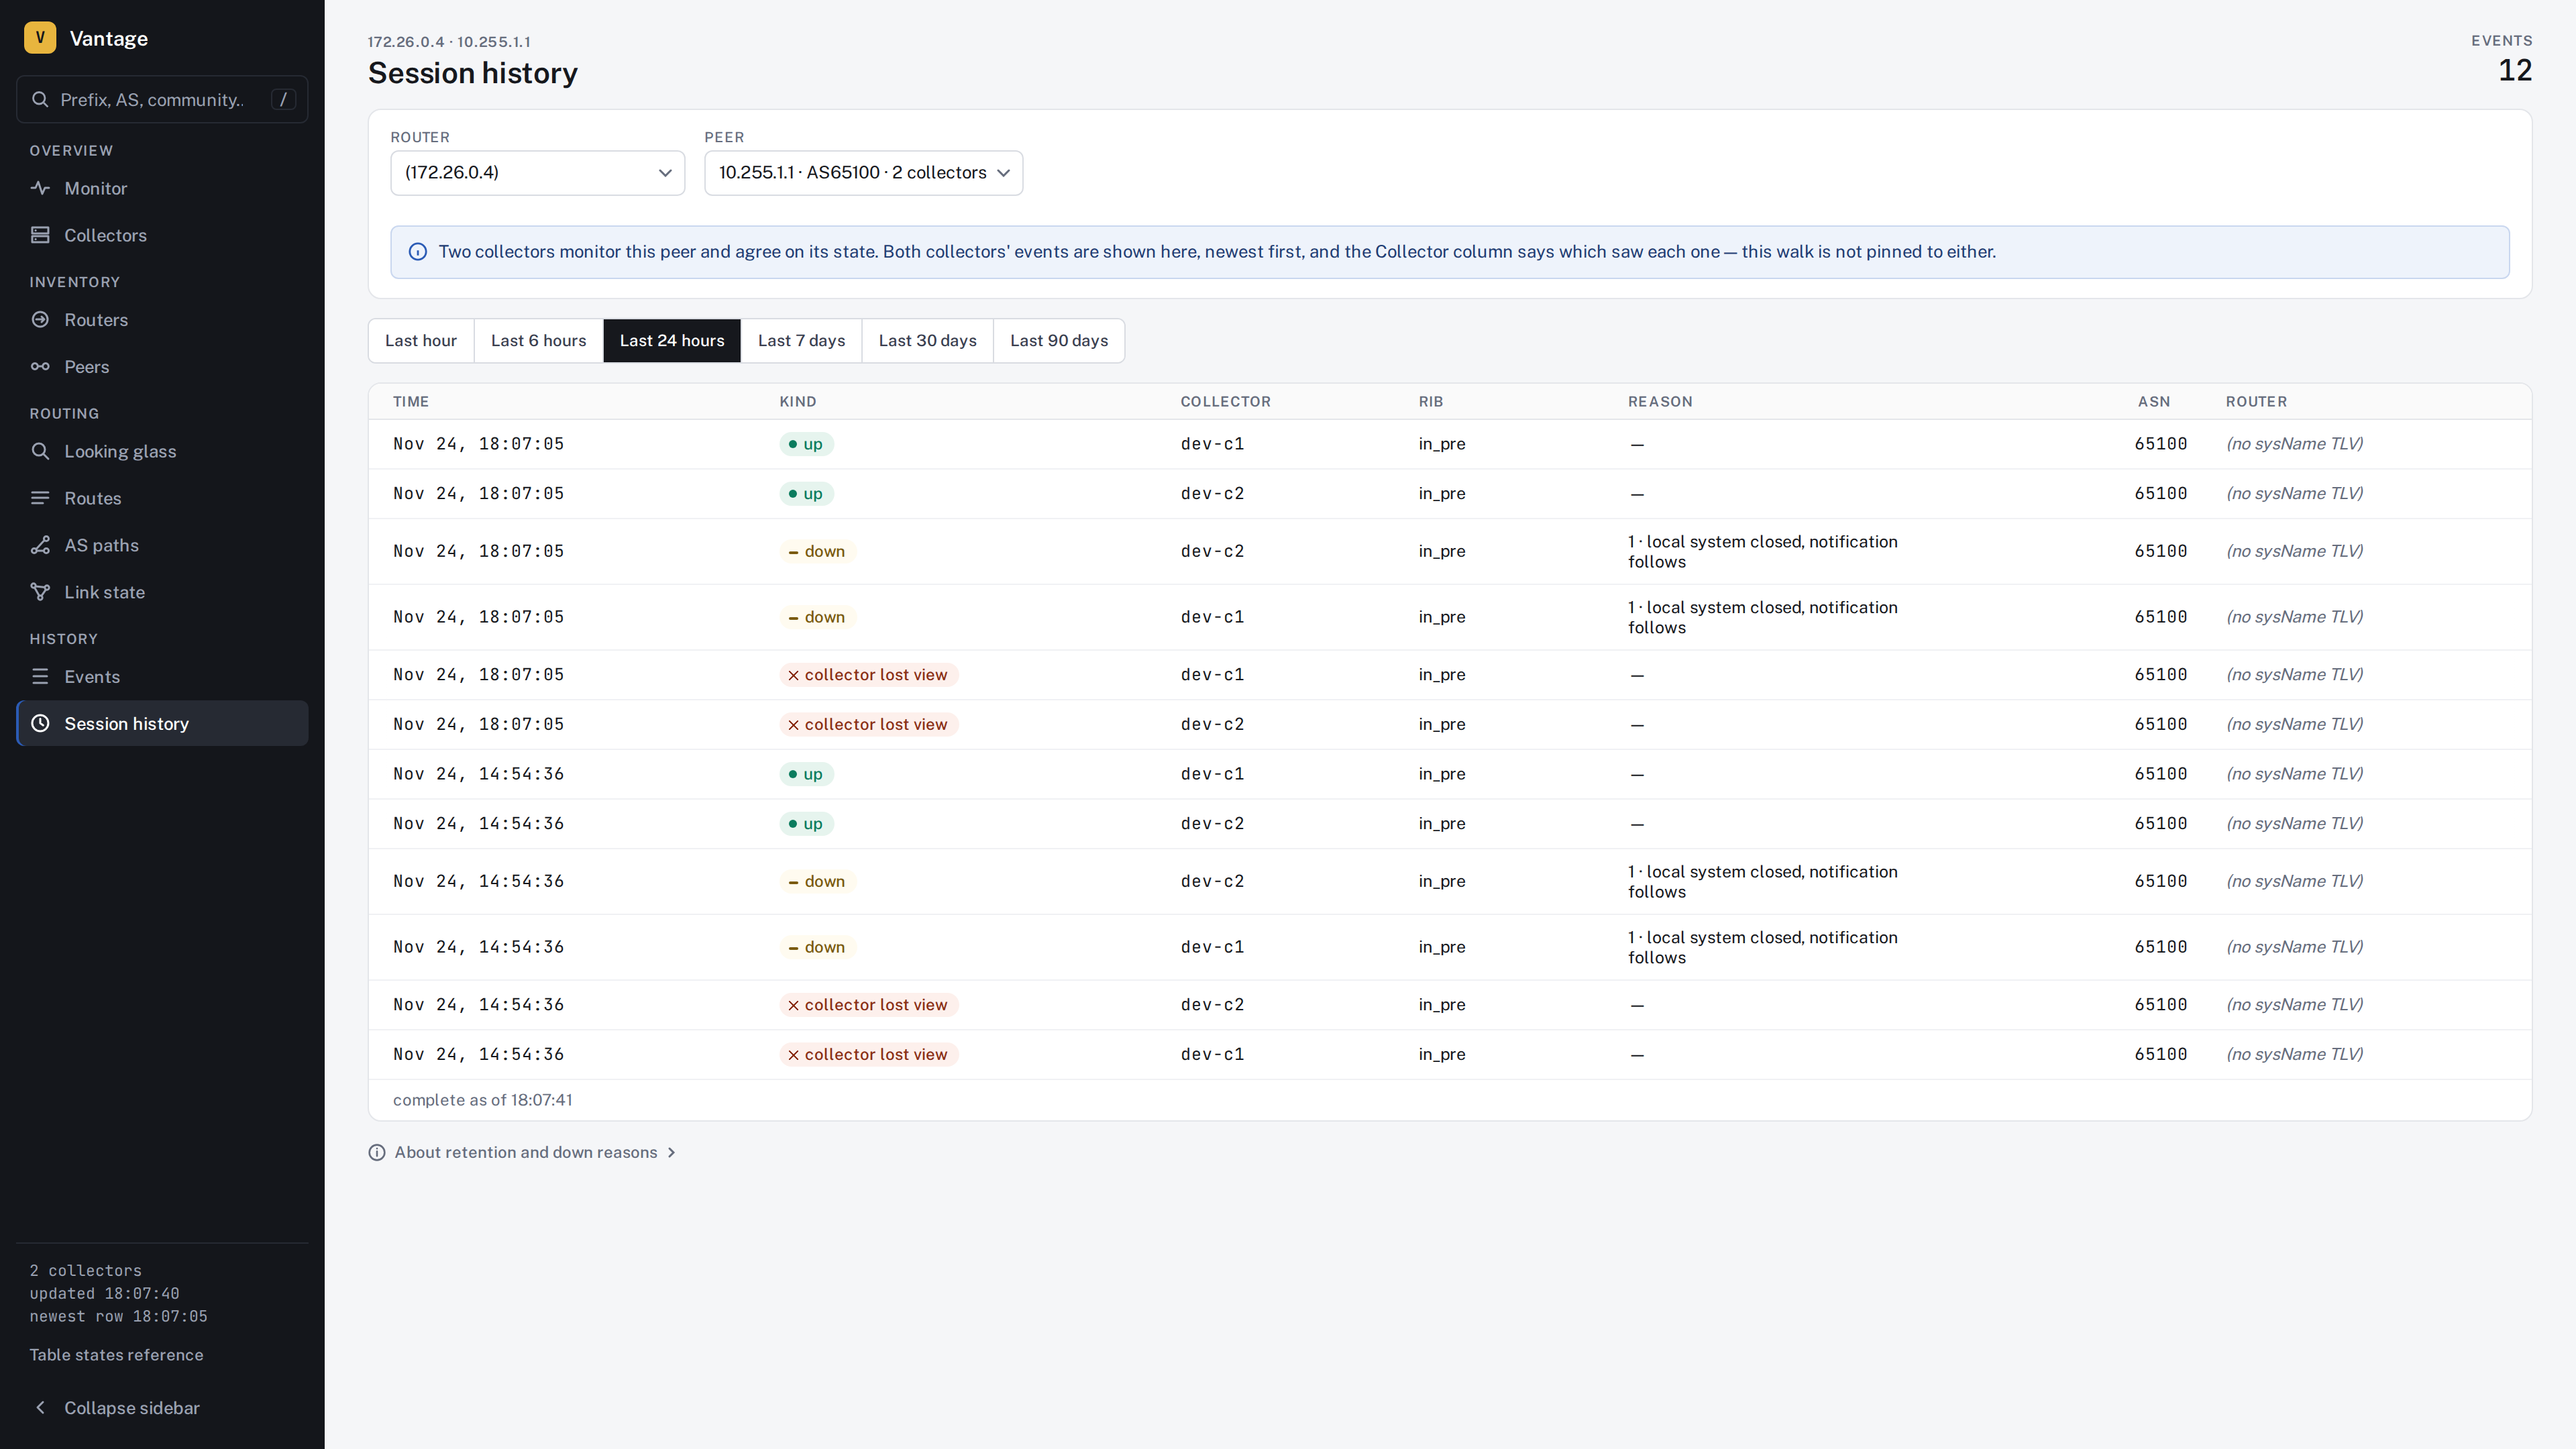 V Vantage
Prefix, AS, community.. /
OVERVIEW
Monitor
Collectors
INVENTORY
Routers
Peers
ROUTING
Looking glass
Routes
AS paths
Link state
HISTORY
Events
Session history
2 collectors
updated 18:07:40
newest row 18:07:05
Table states reference
Collapse sidebar
172.26.0.4 · 10.255.1.1
Session history
EVENTS
12
ROUTER PEER
(172.26.0.4) 10.255.1.1 · AS65100 · 2 collectors
Two collectors monitor this peer and agree on its state. Both collectors' events are shown here, newest first, and the Collector column says which saw each one — this walk is not pinned to either.
Last hour Last 6 hours Last 24 hours Last 7 days Last 30 days Last 90 days
TIME KIND COLLECTOR RIB REASON ASN ROUTER
Nov 24, 18:07:05 up dev-c1 in_pre — 65100 (no sysName TLV)
Nov 24, 18:07:05 up dev-c2 in_pre — 65100 (no sysName TLV)
Nov 24, 18:07:05 down dev-c2 in_pre 1 · local system closed, notification 65100 (no sysName TLV)
follows
Nov 24, 18:07:05 down dev-c1 in_pre 1 · local system closed, notification 65100 (no sysName TLV)
follows
Nov 24, 18:07:05 collector lost view dev-c1 in_pre — 65100 (no sysName TLV)
Nov 24, 18:07:05 collector lost view dev-c2 in_pre — 65100 (no sysName TLV)
Nov 24, 14:54:36 up dev-c1 in_pre — 65100 (no sysName TLV)
Nov 24, 14:54:36 up dev-c2 in_pre — 65100 (no sysName TLV)
Nov 24, 14:54:36 down dev-c2 in_pre 1 · local system closed, notification 65100 (no sysName TLV)
follows
Nov 24, 14:54:36 down dev-c1 in_pre 1 · local system closed, notification 65100 (no sysName TLV)
follows
Nov 24, 14:54:36 collector lost view dev-c2 in_pre — 65100 (no sysName TLV)
Nov 24, 14:54:36 collector lost view dev-c1 in_pre — 65100 (no sysName TLV)
complete as of 18:07:41
About retention and down reasons